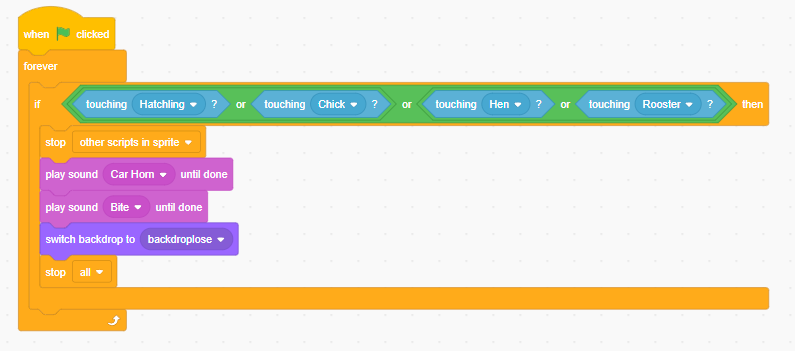 when clicked
forever
if touching Hatchling ? or touching Chick ? or touching Hen ? or touching Rooster ? then
stop other scripts in sprite
play sound Car Horn until done
play sound Bite until done
switch backdrop to backdroplose
stop all